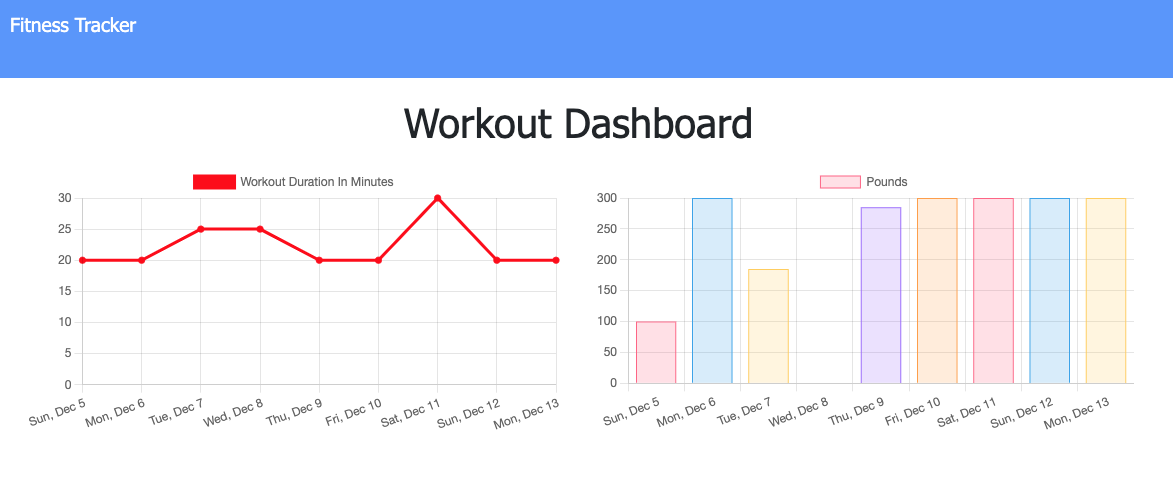 Fitness Tracker
Workout Dashboard
Workout Duration In Minutes
30
25
20
15
10
5
0
Sun, Dec 5
Mon, Dec 6
Tue, Dec 7
Wed, Dec 8
Thu, Dec 9
Fri, Dec 10
Sat, Dec 11
Sun, Dec 12
Mon, Dec 13
Pounds
300
250
200
150
100
50
0
Sun, Dec 5
Mon, Dec 6
Tue, Dec 7
Wed, Dec 8
Thu, Dec 9
Fri, Dec 10
Sat, Dec 11
Sun, Dec 12
Mon, Dec 13